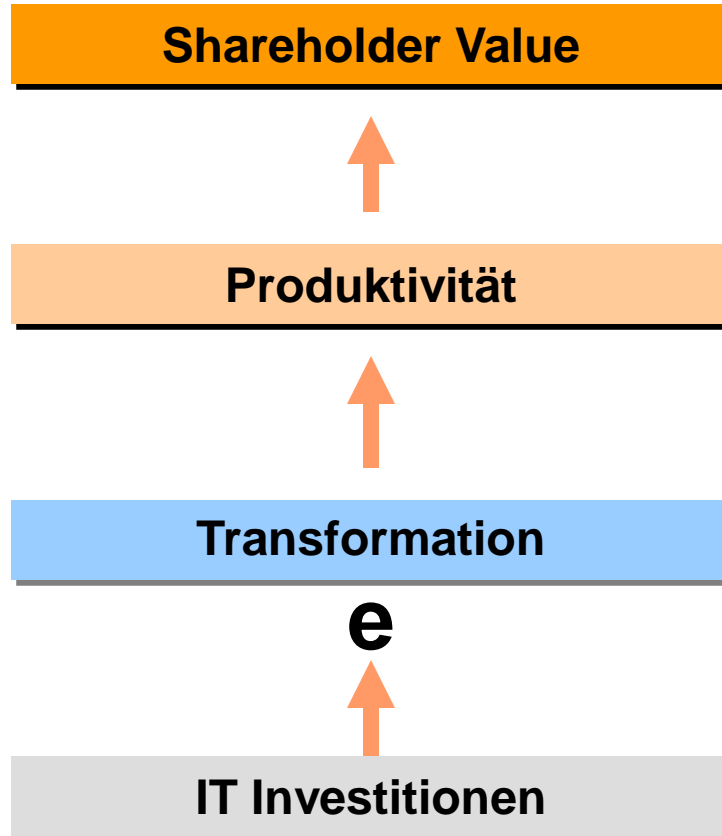 Shareholder Value
Produktivität
Transformation
e
IT Investitionen